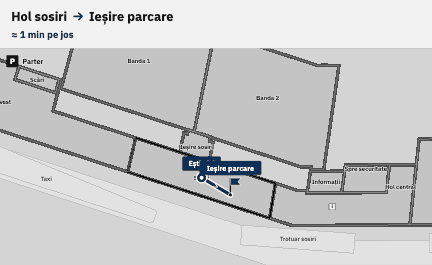 Hol sosiri → Ieșire parcare
≈ 1 min pe jos
P Parter
Scări
Banda 1
Banda 2
vest
Ieșire sosiri
Ești
Ieșire parcare
Spre securitate
Informații
Hol central
Taxi
Trotuar sosiri